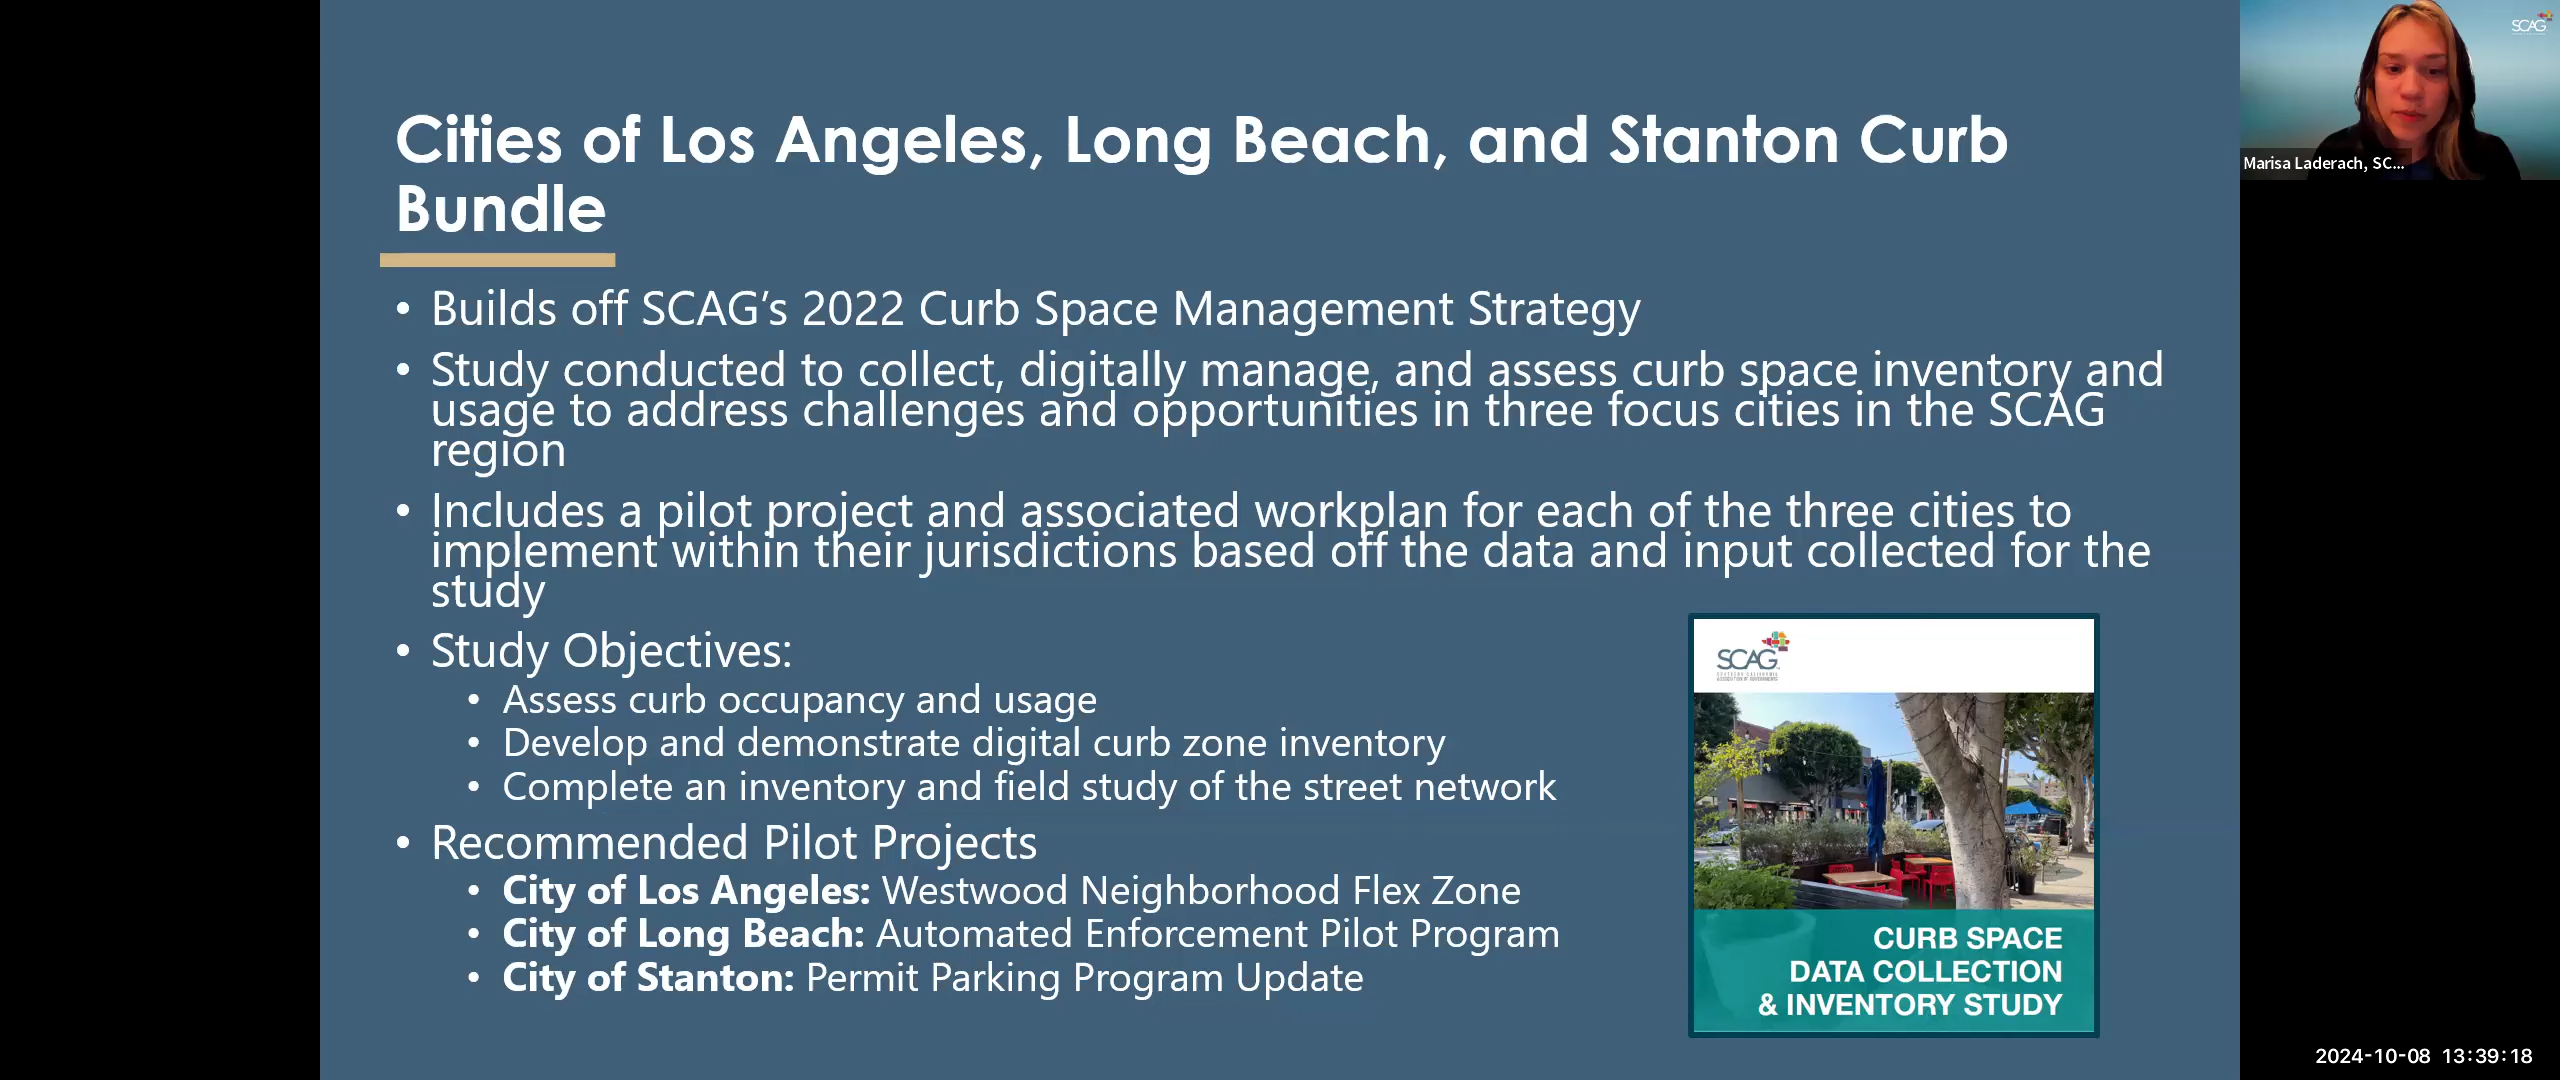 Cities of Los Angeles, Long Beach, and Stanton Curb
Bundle
• Builds off SCAG’s 2022 Curb Space Management Strategy
• Study conducted to collect, digitally manage, and assess curb space inventory and
usage to address challenges and opportunities in three focus cities in the SCAG
region
• Includes a pilot project and associated workplan for each of the three cities to
implement within their jurisdictions based off the data and input collected for the
study
• Study Objectives:
• Assess curb occupancy and usage
• Develop and demonstrate digital curb zone inventory
• Complete an inventory and field study of the street network
• Recommended Pilot Projects
• City of Los Angeles: Westwood Neighborhood Flex Zone
• City of Long Beach: Automated Enforcement Pilot Program
• City of Stanton: Permit Parking Program Update
SCAG
SOUTHERN CALIFORNIA
ASSOCIATION OF GOVERNMENTS
CURB SPACE
DATA COLLECTION
& INVENTORY STUDY
SCAG
Marisa Laderach, SC...
2024-10-08 13:39:18